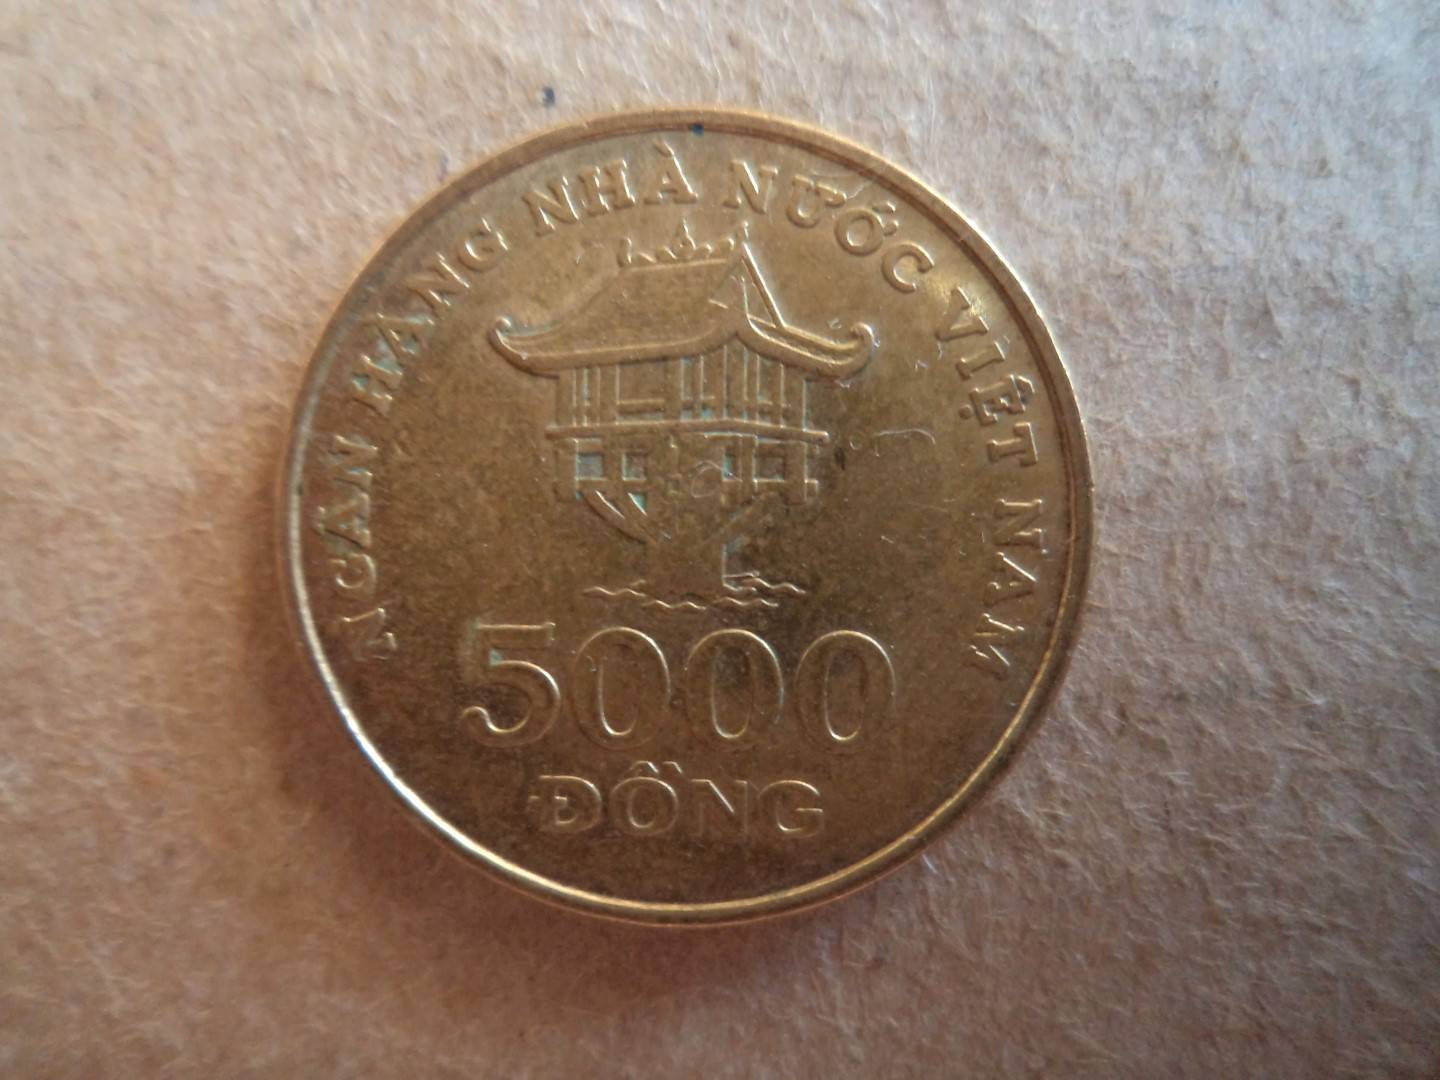 NGÂN HÀNG NHÀ NƯỚC VIỆT NAM
5000
ĐỒNG